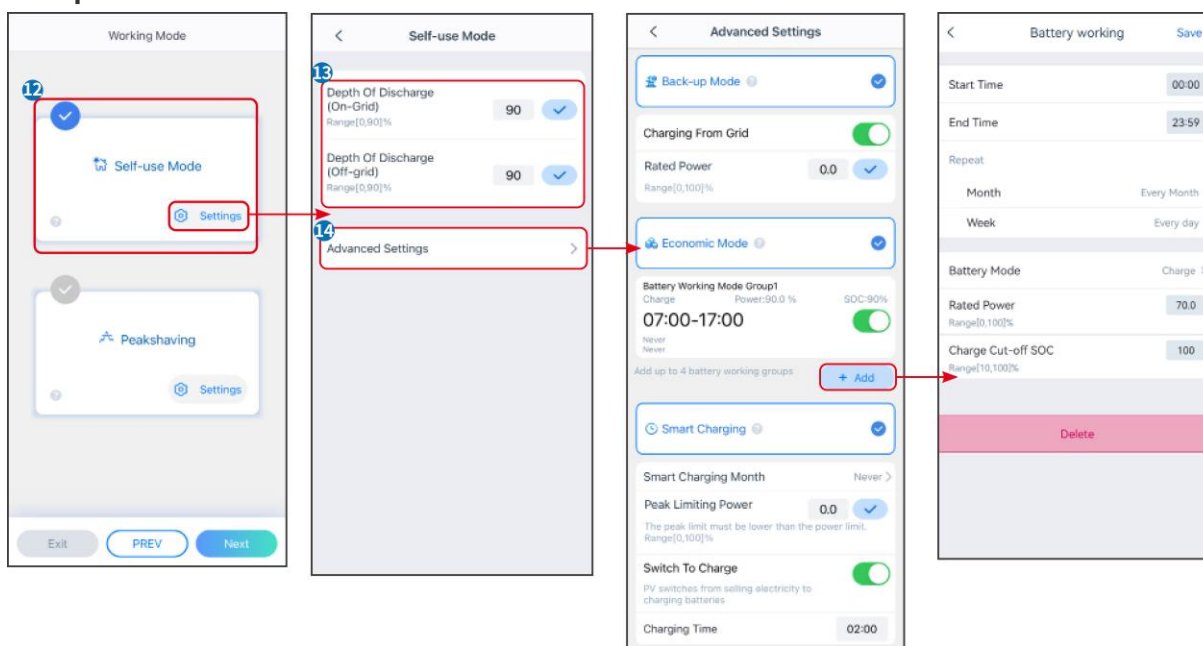 Working Mode
12
Self-use Mode
Settings
Peakshaving
Settings
Exit
PREV
Next
Self-use Mode
13
Depth Of Discharge
(On-Grid)
90
Range[0,90]%
Depth Of Discharge
(Off-grid)
90
Range[0,90]%
14
Advanced Settings
Advanced Settings
Back-up Mode
Charging From Grid
Rated Power
0.0
Range[0,100]%
Economic Mode
Battery Working Mode Group1
Charge Power:90.0 % SOC:90%
07:00-17:00
Never
Never
Add up to 4 battery working groups
+ Add
Smart Charging
Smart Charging Month Never
Peak Limiting Power
0.0
The peak limit must be lower than the power limit.
Range[0,100]%
Switch To Charge
PV switches from selling electricity to
charging batteries
Charging Time 02:00
Battery working Save
Start Time 00:00
End Time 23:59
Repeat
Month Every Month
Week Every day
Battery Mode Charge
Rated Power 70.0
Range[0,100]%
Charge Cut-off SOC 100
Range[10,100]%
Delete